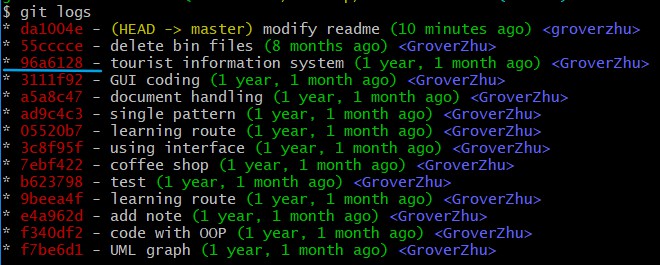 $ git logs
* da1004e - (HEAD -> master) modify readme (10 minutes ago) <groverzhu>
* 55cccce - delete bin files (8 months ago) <GroverZhu>
* 96a6128 - tourist information system (1 year, 1 month ago) <GroverZhu>
* 3111f92 - GUI coding (1 year, 1 month ago) <GroverZhu>
* a5a8c47 - document handling (1 year, 1 month ago) <GroverZhu>
* ad9c4c3 - single pattern (1 year, 1 month ago) <GroverZhu>
* 05520b7 - learning route (1 year, 1 month ago) <GroverZhu>
* 3c8f95f - using interface (1 year, 1 month ago) <GroverZhu>
* 7ebf422 - coffee shop (1 year, 1 month ago) <GroverZhu>
* b623798 - test (1 year, 1 month ago) <GroverZhu>
* 9beea4f - learning route (1 year, 1 month ago) <GroverZhu>
* e4a962d - add note (1 year, 1 month ago) <GroverZhu>
* f340df2 - code with OOP (1 year, 1 month ago) <GroverZhu>
* f7be6d1 - UML graph (1 year, 1 month ago) <GroverZhu>